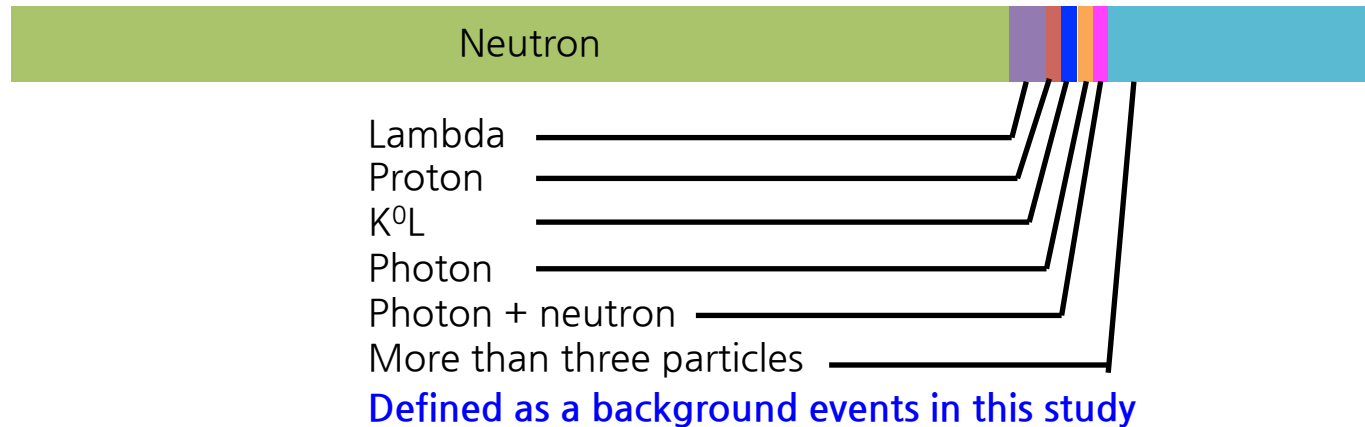 Neutron
Lambda
Proton
K⁰L
Photon
Photon + neutron
More than three particles
Defined as a background events in this study